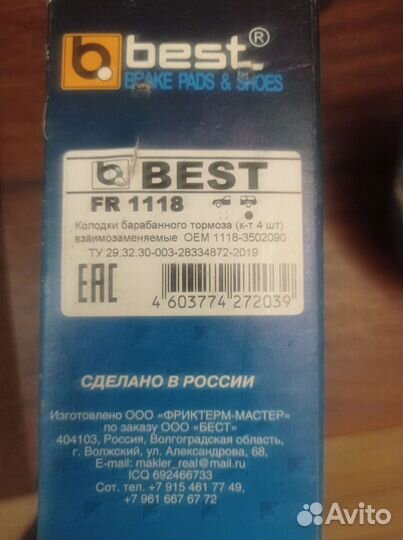 best®
BRAKE PADS & SHOES
BEST
FR 1118
Колодки барабанного тормоза (к-т 4 шт)
взаимозаменяемые OEM 1118-3502090
ТУ 29.32.30-003-28334872-2019
EAC
4 603774 272039
СДЕЛАНО В РОССИИ
Изготовлено ООО «ФРИКТЕРМ-МАСТЕР»
по заказу ООО «БЕСТ»
404103, Россия, Волгоградская область,
г. Волжский, ул. Александрова, 68,
E-mail: makler_real@mail.ru
ICQ 692466733
Сот. тел. +7 915 461 77 49,
+7 961 667 67 72
Avito